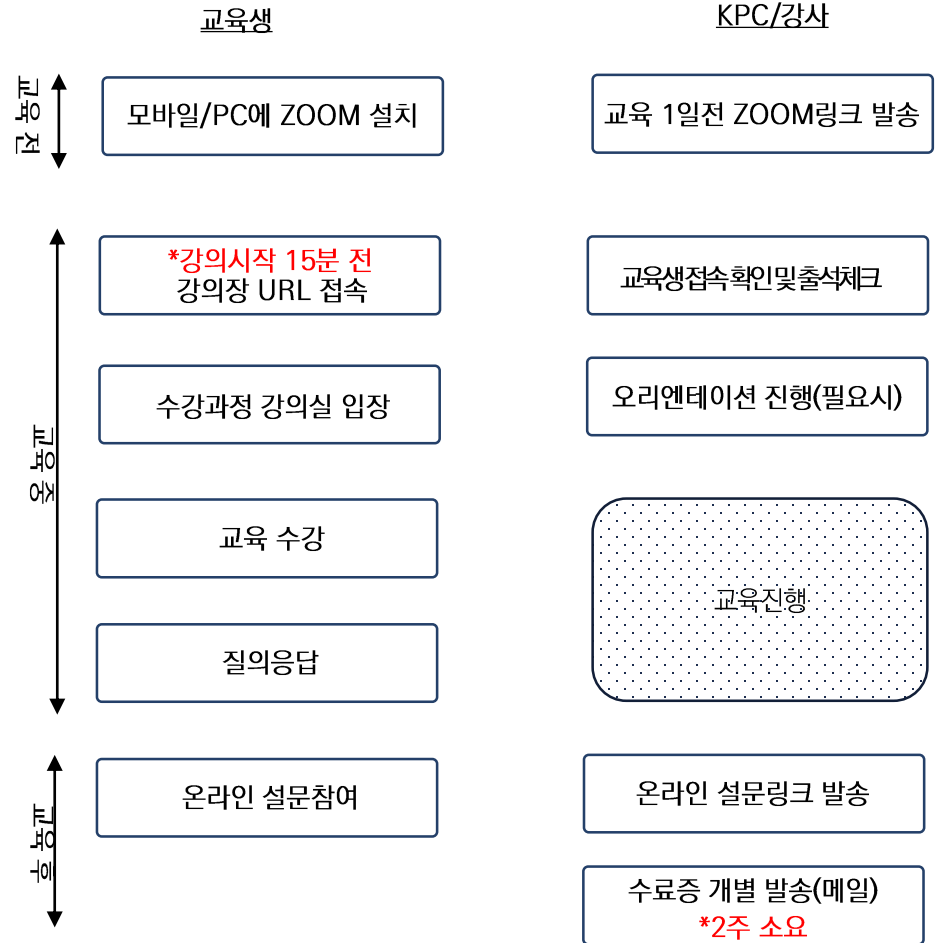 교육생
KPC/강사
교육 전
모바일/PC에 ZOOM 설치
교육 1일전 ZOOM링크 발송
교육 중
*강의시작 15분 전
강의장 URL 접속
교육생 접속 확인 및 출석체크
수강과정 강의실 입장
오리엔테이션 진행(필요시)
교육 수강
교육진행
질의응답
교육 후
온라인 설문참여
온라인 설문링크 발송
수료증 개별 발송(메일)
*2주 소요